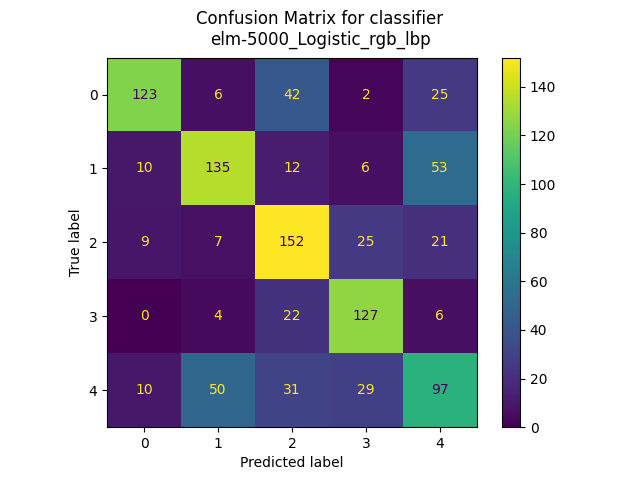 Confusion Matrix for classifier
elm-5000_Logistic_rgb_lbp
0 123 6 42 2 25
1 10 135 12 6 53
2 9 7 152 25 21
3 0 4 22 127 6
4 10 50 31 29 97
0 1 2 3 4
True label
Predicted label
140
120
100
80
60
40
20
0